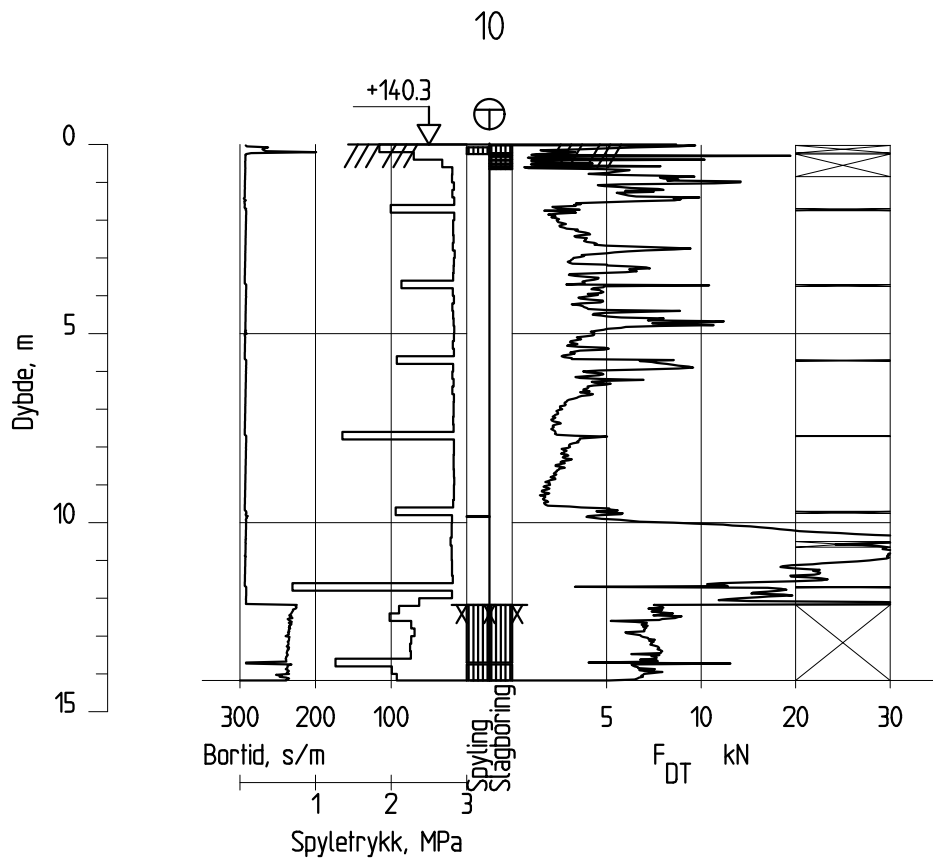 10
+140.3
0
5
10
15
Dybde, m
300 200 100 5 10 20 30
Bortid, s/m
Spyling
Slagboring
FDT kN
1 2 3
Spyletrykk, MPa